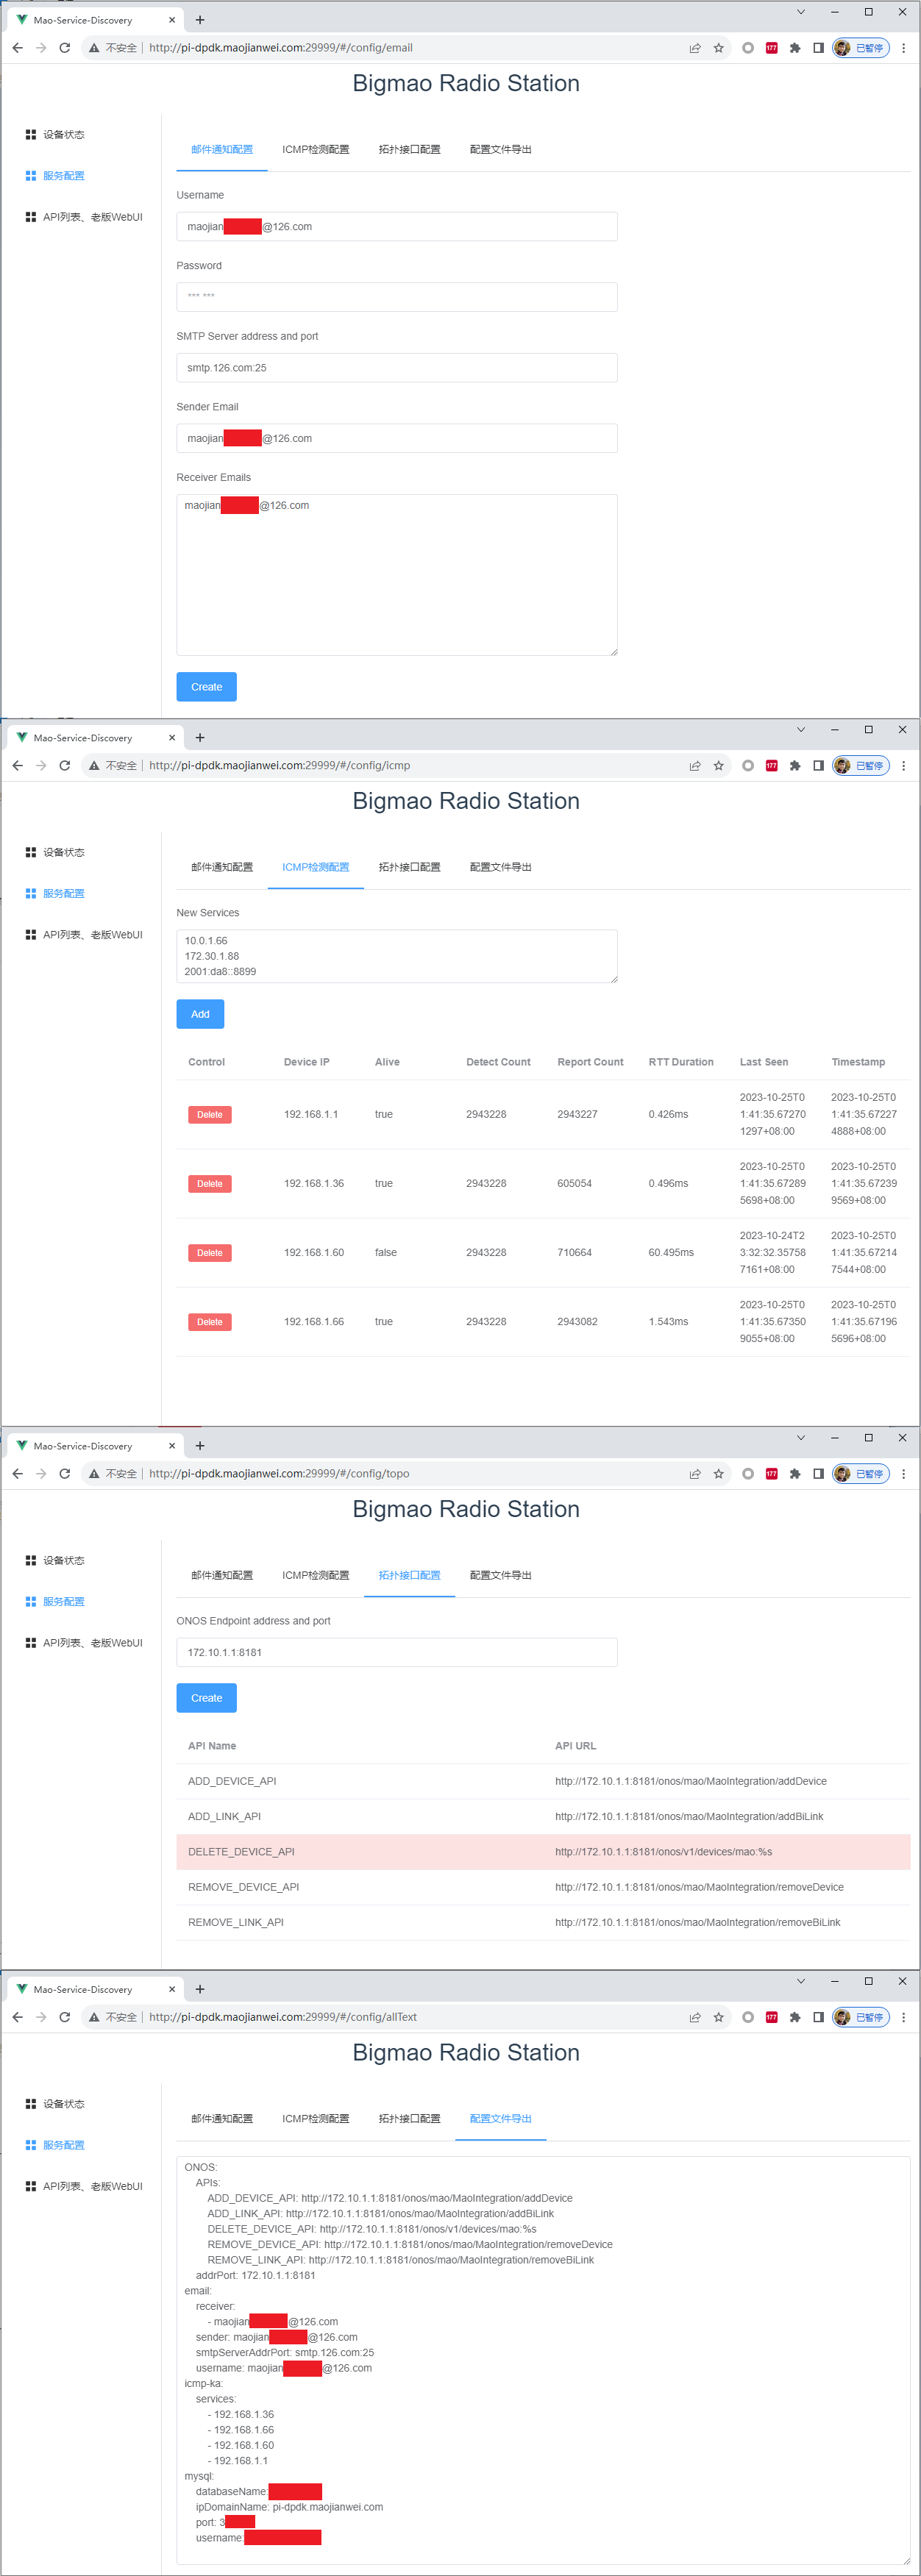 Mao-Service-Discovery
不安全 http://pi-dpdk.maojianwei.com:29999/#/config/email 177 已暂停
Bigmao Radio Station
设备状态
服务配置
API列表、老版WebUI
邮件通知配置 ICMP检测配置 拓扑接口配置 配置文件导出
Username
maojian @126.com
Password
*** ***
SMTP Server address and port
smtp.126.com:25
Sender Email
maojian @126.com
Receiver Emails
maojian @126.com
Create
Mao-Service-Discovery
不安全 http://pi-dpdk.maojianwei.com:29999/#/config/icmp 177 已暂停
Bigmao Radio Station
设备状态
服务配置
API列表、老版WebUI
邮件通知配置 ICMP检测配置 拓扑接口配置 配置文件导出
New Services
10.0.1.66
172.30.1.88
2001:da8::8899
Add
Control Device IP Alive Detect Count Report Count RTT Duration Last Seen Timestamp
Delete 192.168.1.1 true 2943228 2943227 0.426ms 2023-10-25T01:41:35.672701297+08:00 2023-10-25T01:41:35.672274888+08:00
Delete 192.168.1.36 true 2943228 605054 0.496ms 2023-10-25T01:41:35.672895698+08:00 2023-10-25T01:41:35.672399569+08:00
Delete 192.168.1.60 false 2943228 710664 60.495ms 2023-10-24T23:32:32.357587161+08:00 2023-10-25T01:41:35.672147544+08:00
Delete 192.168.1.66 true 2943228 2943082 1.543ms 2023-10-25T01:41:35.673509055+08:00 2023-10-25T01:41:35.671965696+08:00
Mao-Service-Discovery
不安全 http://pi-dpdk.maojianwei.com:29999/#/config/topo 177 已暂停
Bigmao Radio Station
设备状态
服务配置
API列表、老版WebUI
邮件通知配置 ICMP检测配置 拓扑接口配置 配置文件导出
ONOS Endpoint address and port
172.10.1.1:8181
Create
API Name API URL
ADD_DEVICE_API http://172.10.1.1:8181/onos/mao/MaoIntegration/addDevice
ADD_LINK_API http://172.10.1.1:8181/onos/mao/MaoIntegration/addBiLink
DELETE_DEVICE_API http://172.10.1.1:8181/onos/v1/devices/mao:%s
REMOVE_DEVICE_API http://172.10.1.1:8181/onos/mao/MaoIntegration/removeDevice
REMOVE_LINK_API http://172.10.1.1:8181/onos/mao/MaoIntegration/removeBiLink
Mao-Service-Discovery
不安全 http://pi-dpdk.maojianwei.com:29999/#/config/allText 177 已暂停
Bigmao Radio Station
设备状态
服务配置
API列表、老版WebUI
邮件通知配置 ICMP检测配置 拓扑接口配置 配置文件导出
ONOS:
APIs:
ADD_DEVICE_API: http://172.10.1.1:8181/onos/mao/MaoIntegration/addDevice
ADD_LINK_API: http://172.10.1.1:8181/onos/mao/MaoIntegration/addBiLink
DELETE_DEVICE_API: http://172.10.1.1:8181/onos/v1/devices/mao:%s
REMOVE_DEVICE_API: http://172.10.1.1:8181/onos/mao/MaoIntegration/removeDevice
REMOVE_LINK_API: http://172.10.1.1:8181/onos/mao/MaoIntegration/removeBiLink
addrPort: 172.10.1.1:8181
email:
receiver:
- maojian @126.com
sender: maojian @126.com
smtpServerAddrPort: smtp.126.com:25
username: maojian @126.com
icmp-ka:
services:
- 192.168.1.36
- 192.168.1.66
- 192.168.1.60
- 192.168.1.1
mysql:
databaseName:
ipDomainName: pi-dpdk.maojianwei.com
port: 3
username: